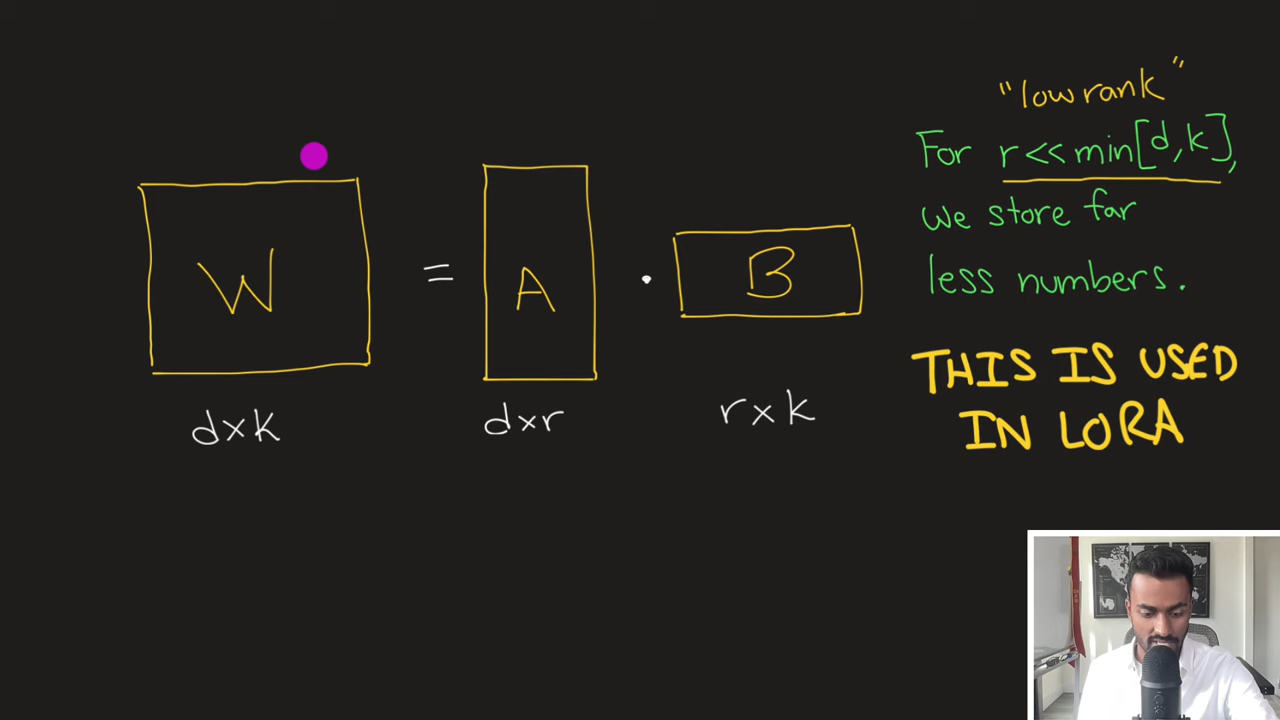 "low rank"
For r<<min[d,k],
we store far
less numbers.
THIS IS USED
IN LORA
W = A · B
d×k d×r r×k